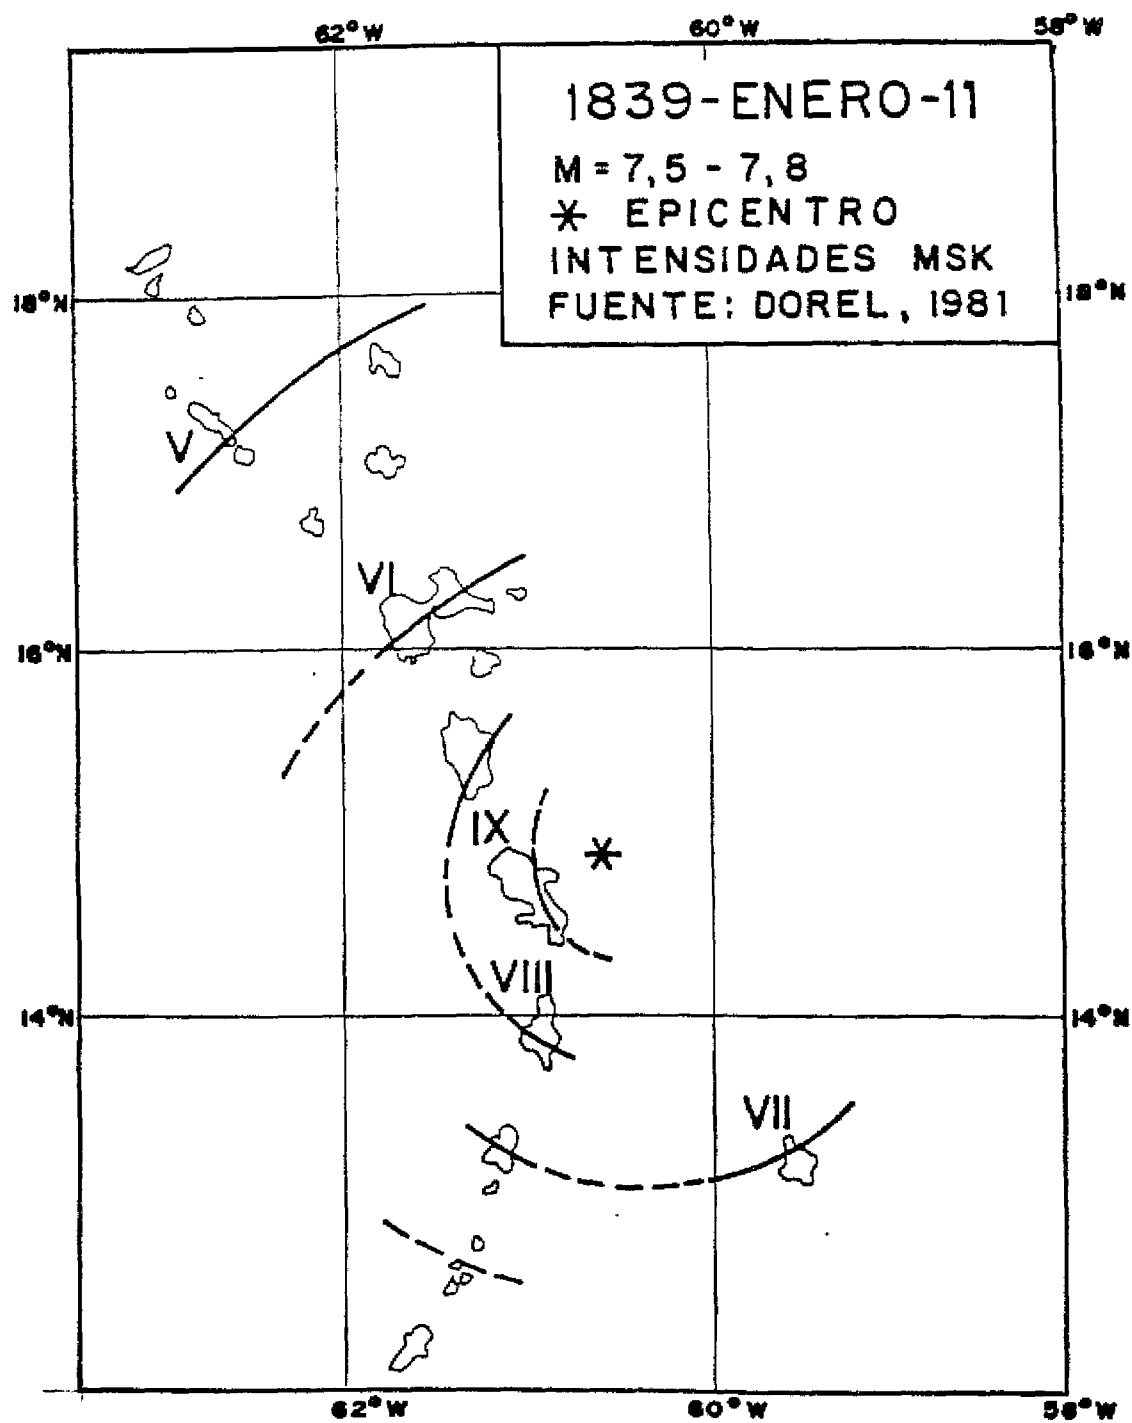 62°W 60°W 58°W
1839-ENERO-11
M = 7,5 - 7,8
* EPICENTRO
INTENSIDADES MSK
FUENTE: DOREL, 1981
18°N 18°N
V
VI
16°N 16°N
IX
*
VIII
14°N 14°N
VII
62°W 60°W 58°W